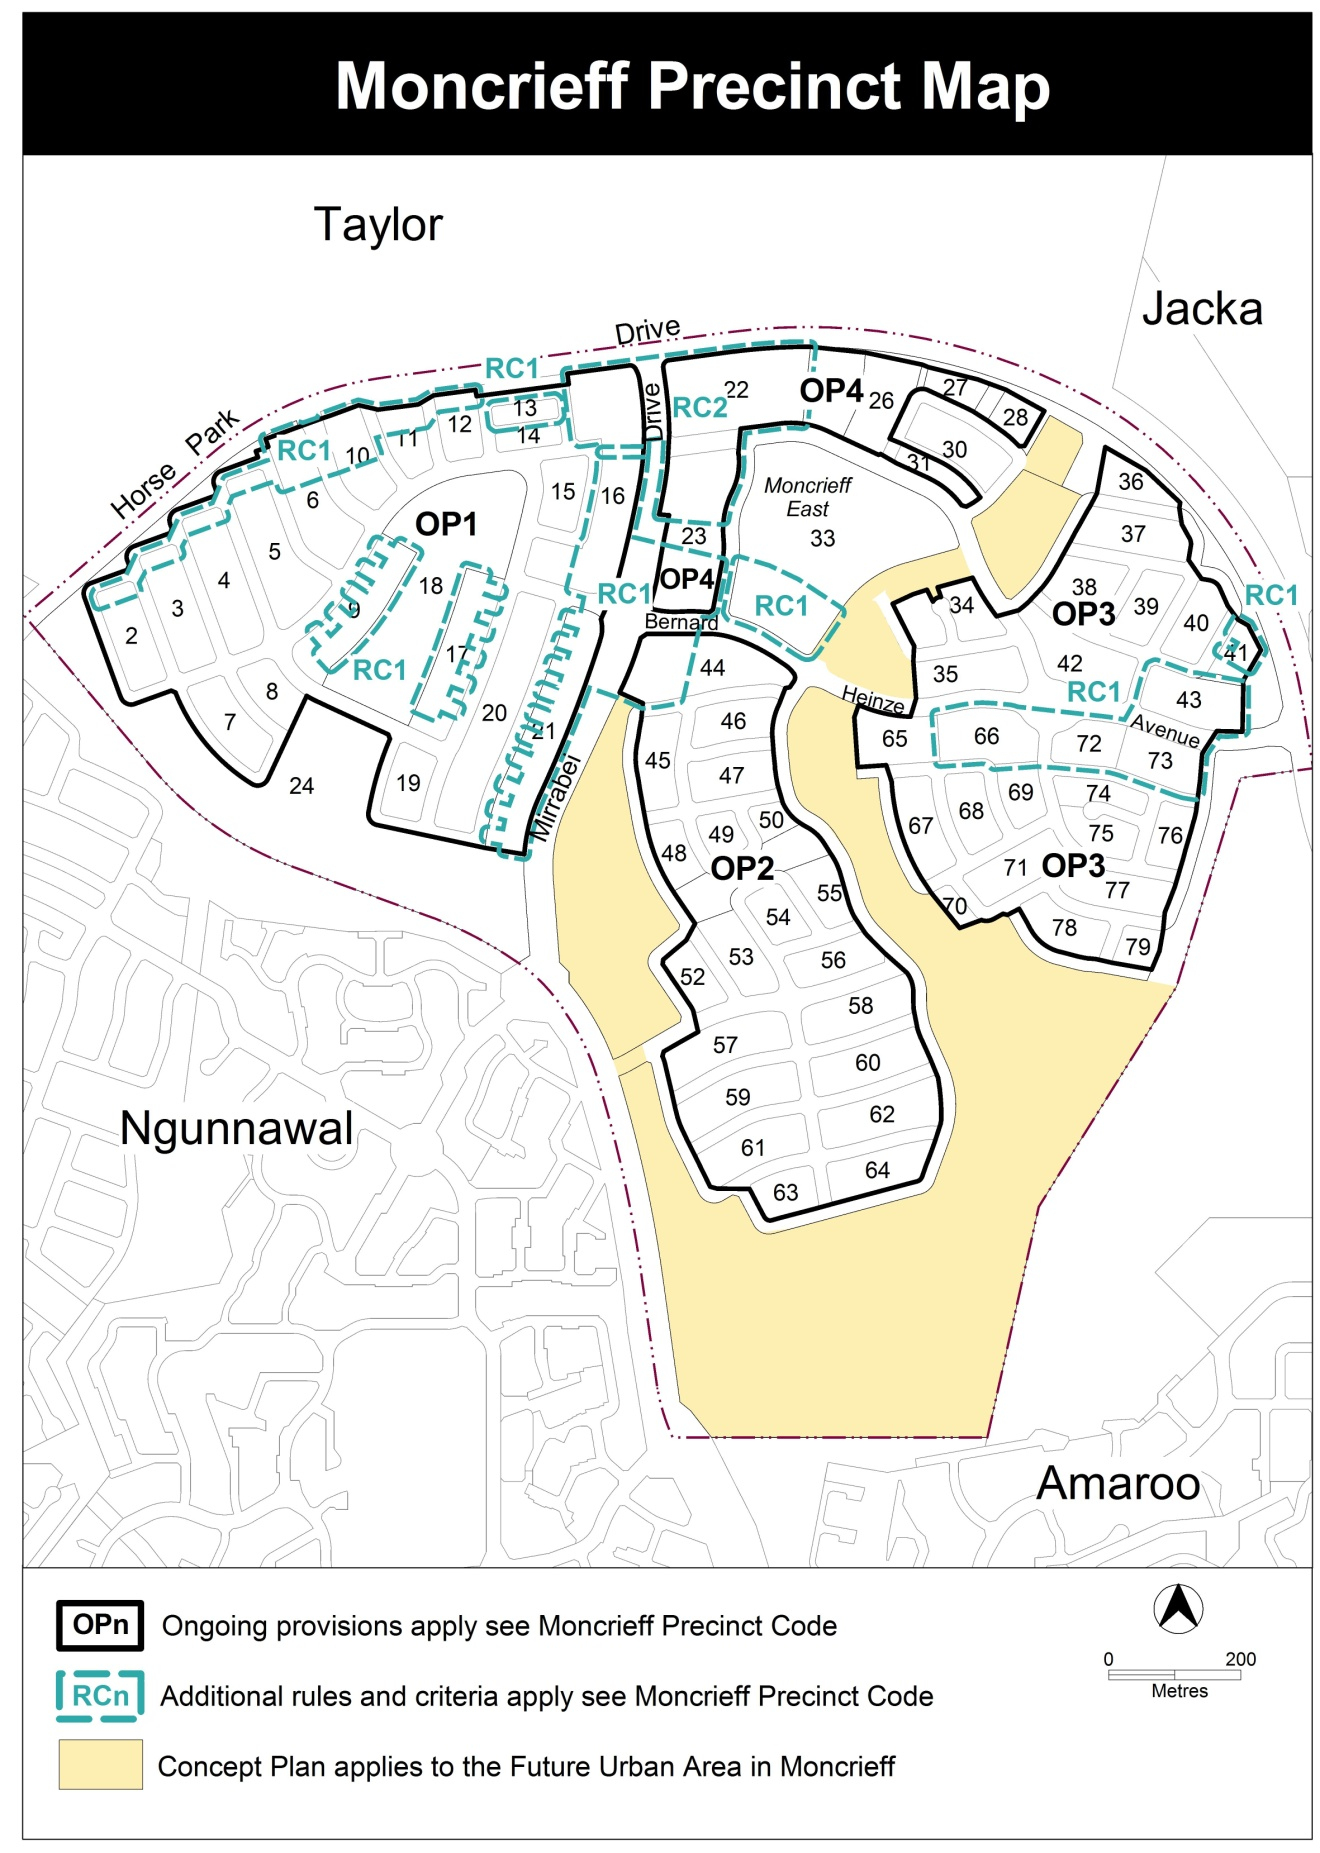 Moncrieff Precinct Map
Taylor
Jacka
Drive
Horse Park
RC1
RC1
Drive
22
RC2
OP4
26
27
28
30
31
13
14
12
11
10
6
15
16
OP1
5
4
3
2
9
18
17
RC1
8
7
20
21
19
24
Mirrabei
Moncrieff
East
33
23
OP4
RC1
RC1
Bernard
36
37
38
OP3
39
40
RC1
41
34
35
42
RC1
43
Heinze
Avenue
65
66
72
73
44
46
45
47
50
49
48
OP2
55
54
53
52
56
58
57
60
59
62
61
64
63
74
69
68
67
75
76
71
OP3
77
70
78
79
Ngunnawal
Amaroo
OPn Ongoing provisions apply see Moncrieff Precinct Code
RCn Additional rules and criteria apply see Moncrieff Precinct Code
Concept Plan applies to the Future Urban Area in Moncrieff
0 200
Metres